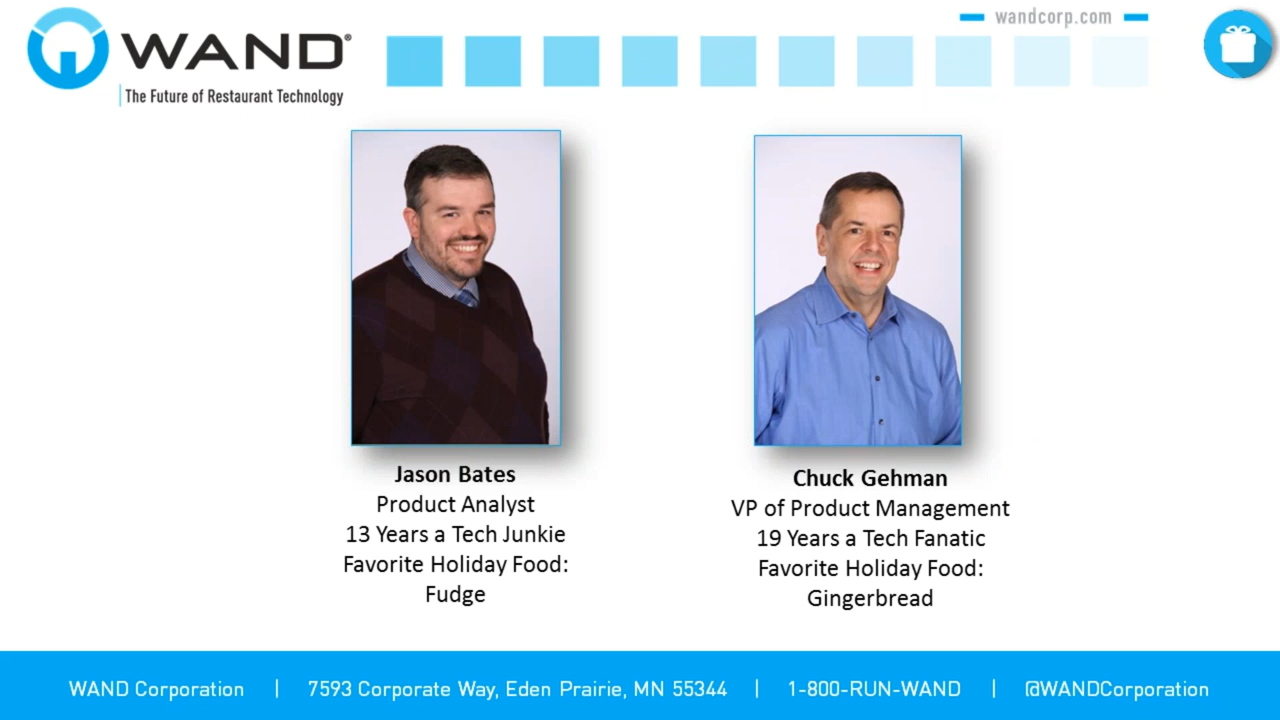 wandcorp.com
WAND®
The Future of Restaurant Technology
Jason Bates
Product Analyst
13 Years a Tech Junkie
Favorite Holiday Food:
Fudge
Chuck Gehman
VP of Product Management
19 Years a Tech Fanatic
Favorite Holiday Food:
Gingerbread
WAND Corporation | 7593 Corporate Way, Eden Prairie, MN 55344 | 1-800-RUN-WAND | @WANDCorporation